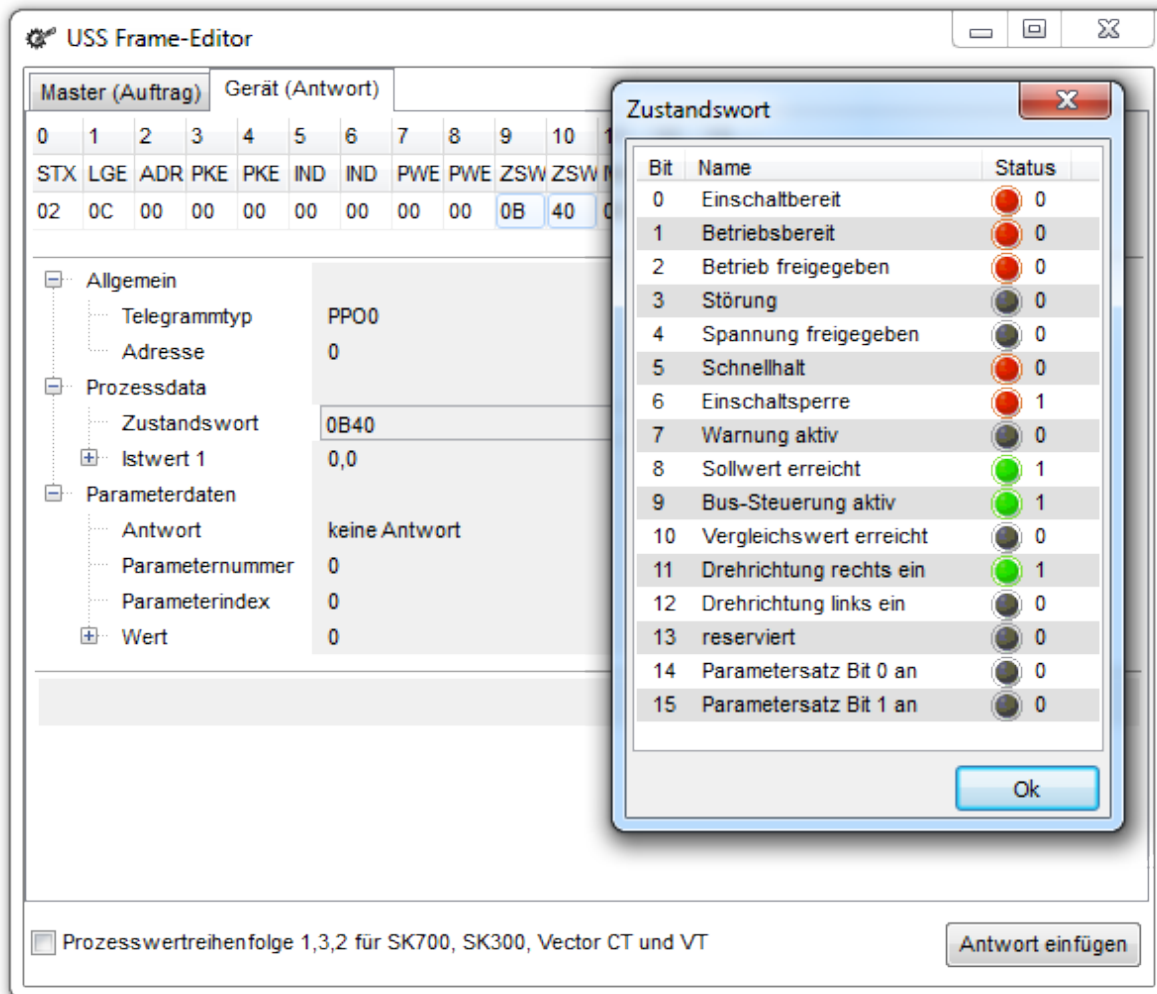 USS Frame-Editor
Master (Auftrag) Gerät (Antwort)
0 1 2 3 4 5 6 7 8 9 10
STX LGE ADR PKE PKE IND IND PWE PWE ZSW ZSW
02 0C 00 00 00 00 00 00 00 0B 40
Allgemein
Telegrammtyp PPO0
Adresse 0
Prozessdata
Zustandswort 0B40
Istwert 1 0,0
Parameterdaten
Antwort keine Antwort
Parameternummer 0
Parameterindex 0
Wert 0
Zustandswort
Bit Name Status
0 Einschaltbereit 0
1 Betriebsbereit 0
2 Betrieb freigegeben 0
3 Störung 0
4 Spannung freigegeben 0
5 Schnellhalt 0
6 Einschaltsperre 1
7 Warnung aktiv 0
8 Sollwert erreicht 1
9 Bus-Steuerung aktiv 1
10 Vergleichswert erreicht 0
11 Drehrichtung rechts ein 1
12 Drehrichtung links ein 0
13 reserviert 0
14 Parametersatz Bit 0 an 0
15 Parametersatz Bit 1 an 0
Ok
Prozesswertreihenfolge 1,3,2 für SK700, SK300, Vector CT und VT
Antwort einfügen